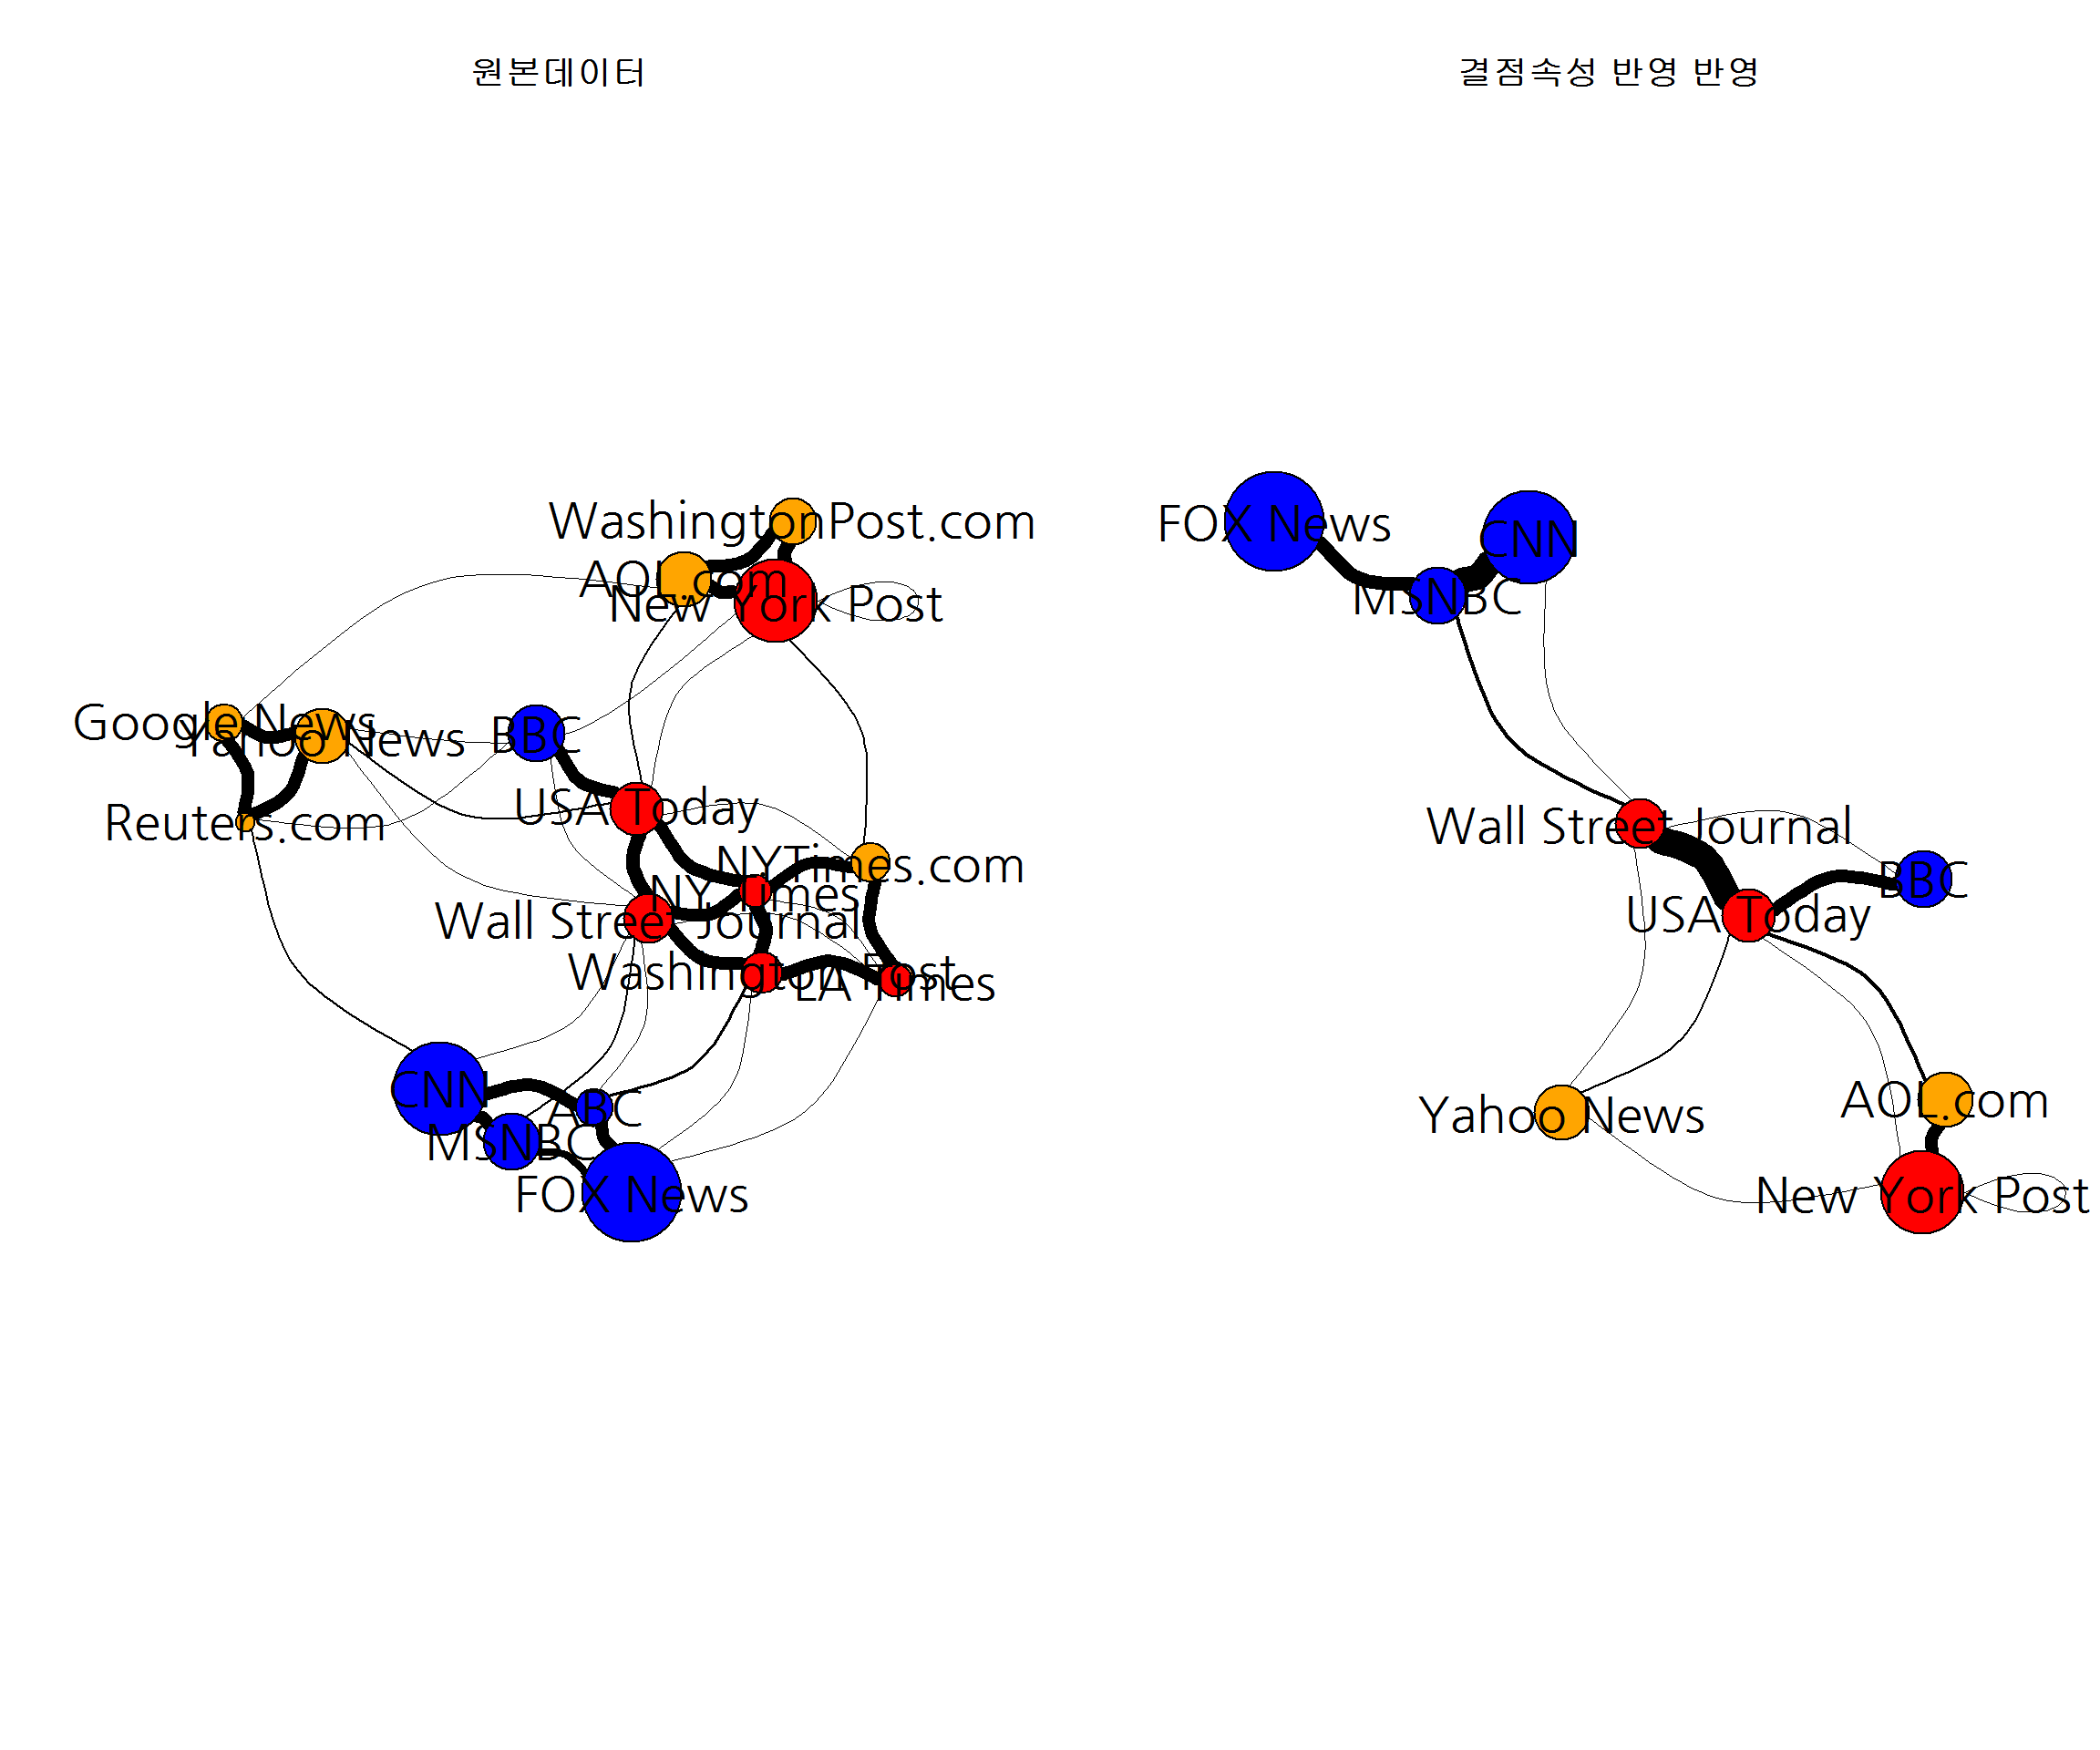 원본데이터
WashingtonPost.com
AOL.com
New York Post
Google News
Yahoo News
BBC
USA Today
Reuters.com
NYTimes.com
NY Times
Wall Street Journal
Washington Post
LA Times
CNN
ABC
MSNBC
FOX News
결점속성 반영 반영
FOX News
CNN
MSNBC
Wall Street Journal
BBC
USA Today
Yahoo News
AOL.com
New York Post